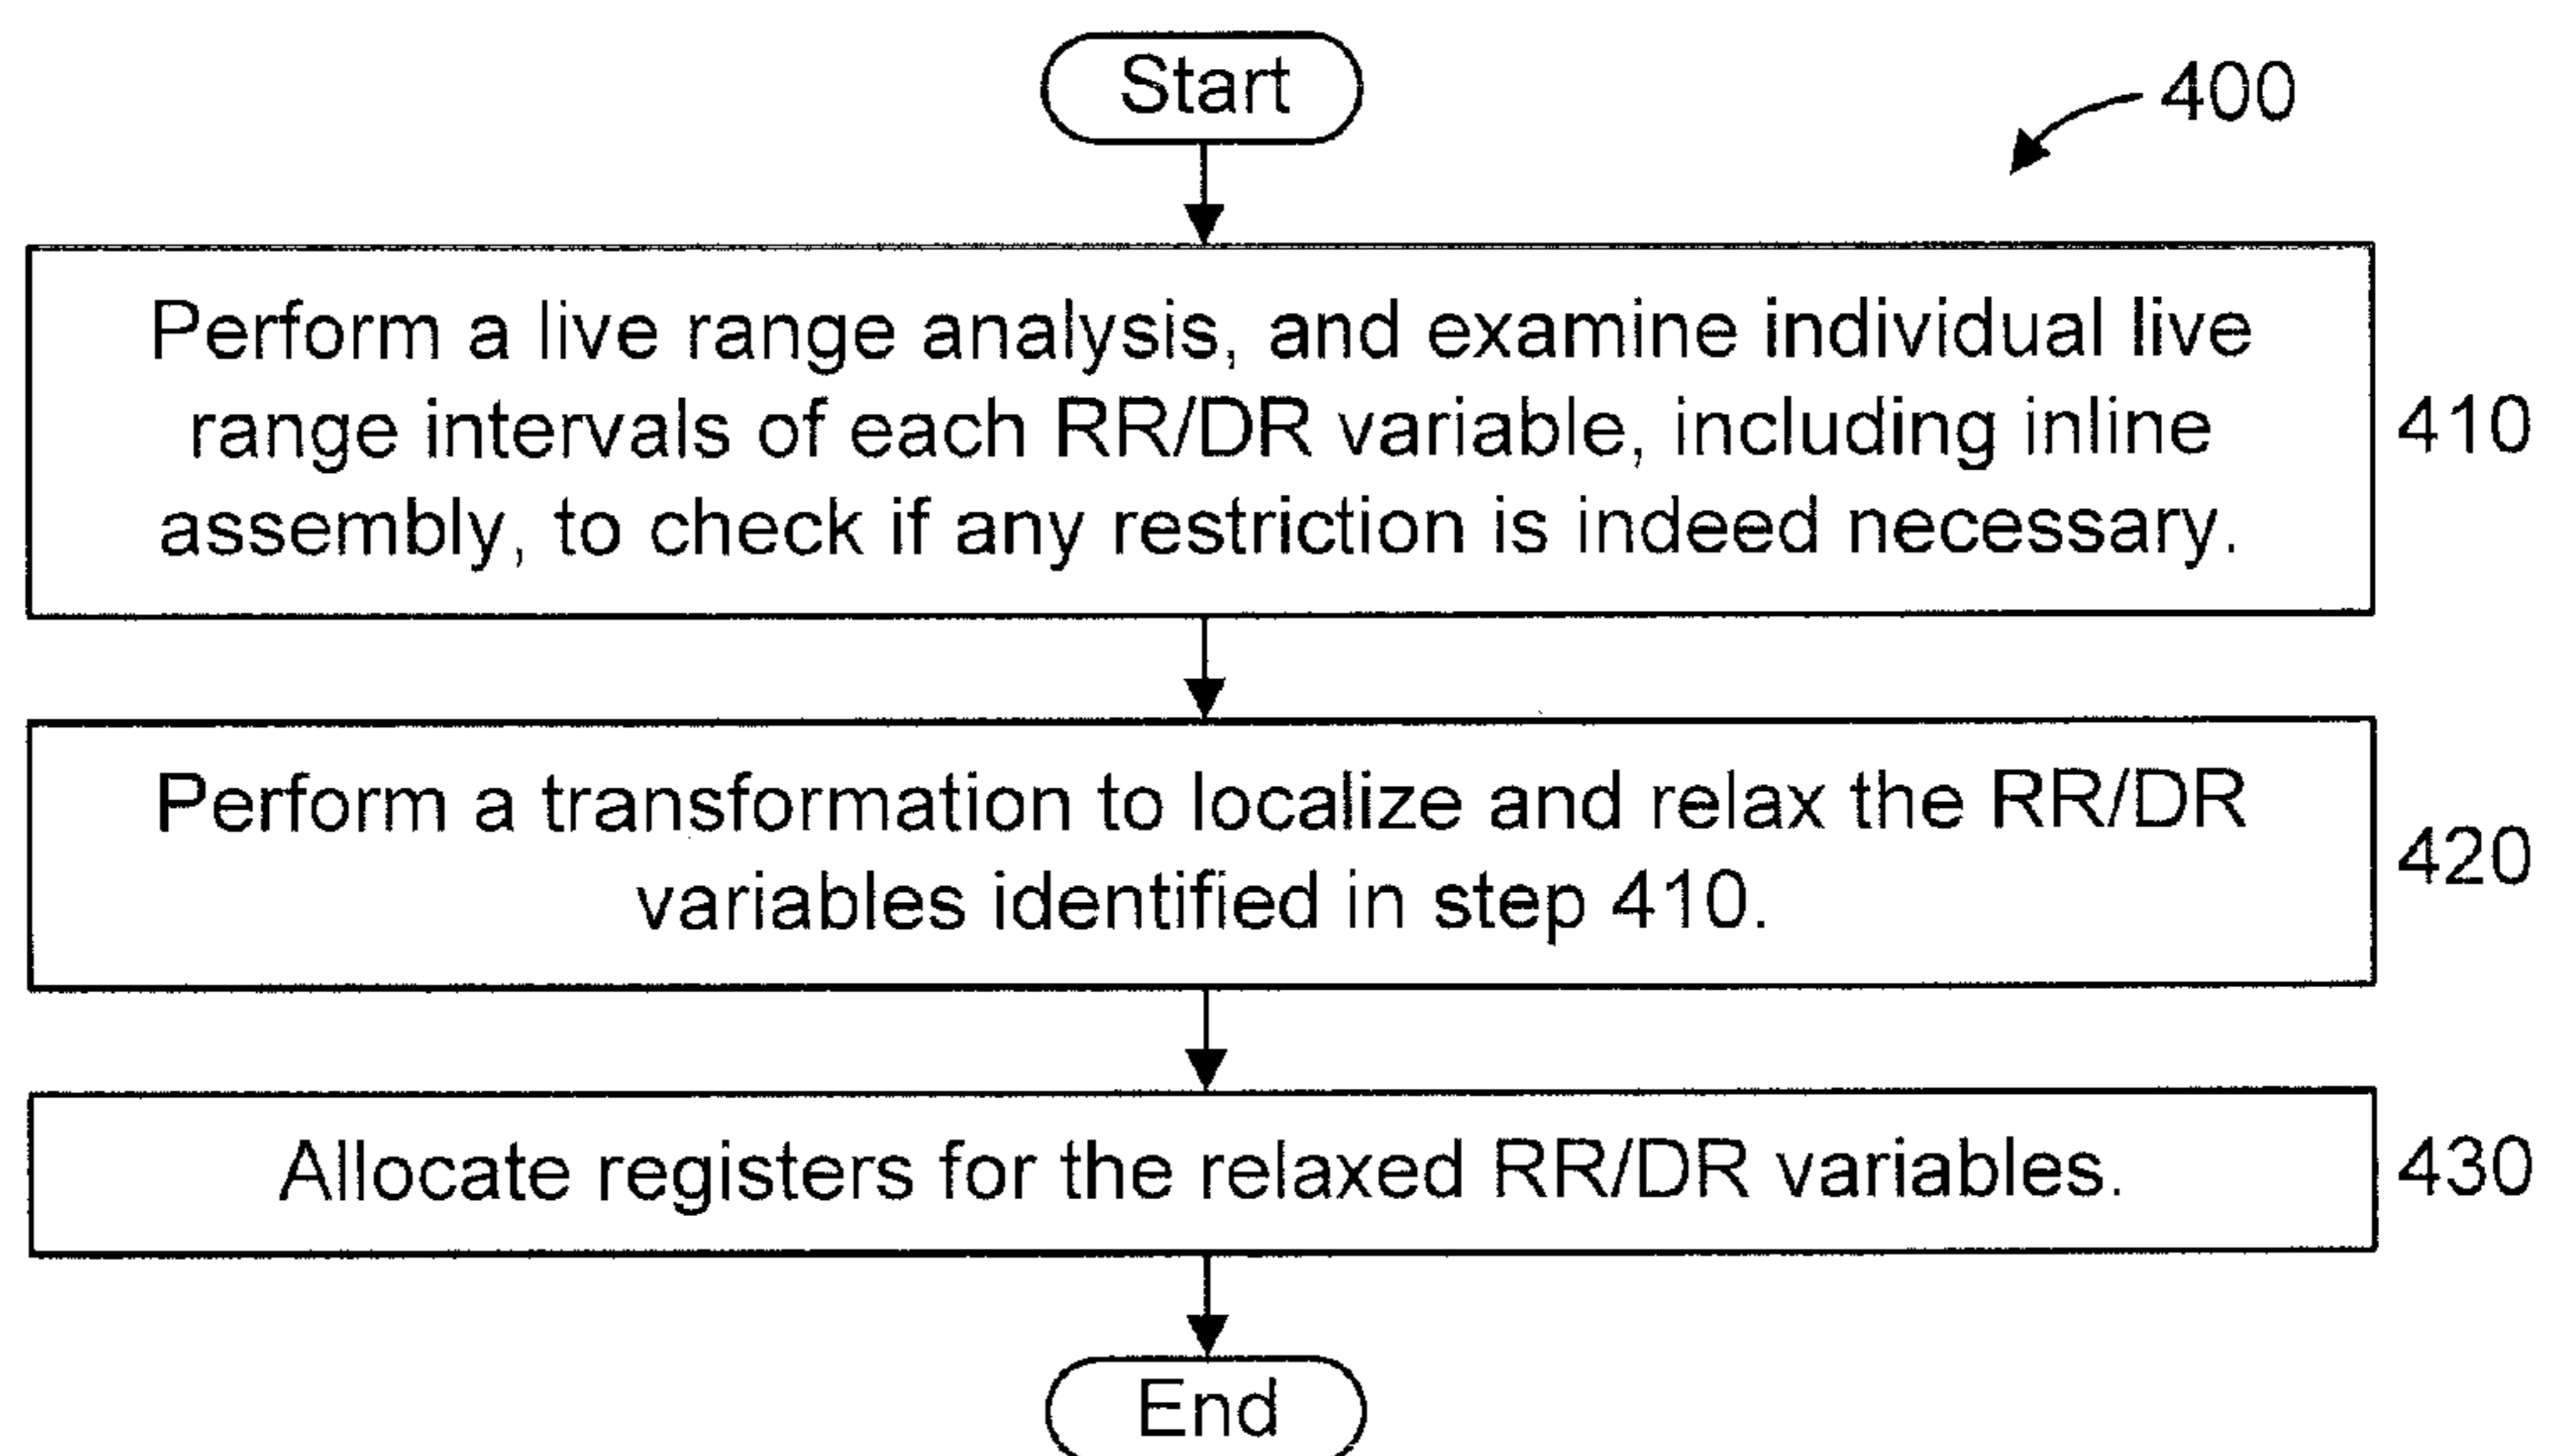 Start
400
Perform a live range analysis, and examine individual live
range intervals of each RR/DR variable, including inline
assembly, to check if any restriction is indeed necessary.
410
Perform a transformation to localize and relax the RR/DR
variables identified in step 410.
420
Allocate registers for the relaxed RR/DR variables.
430
End